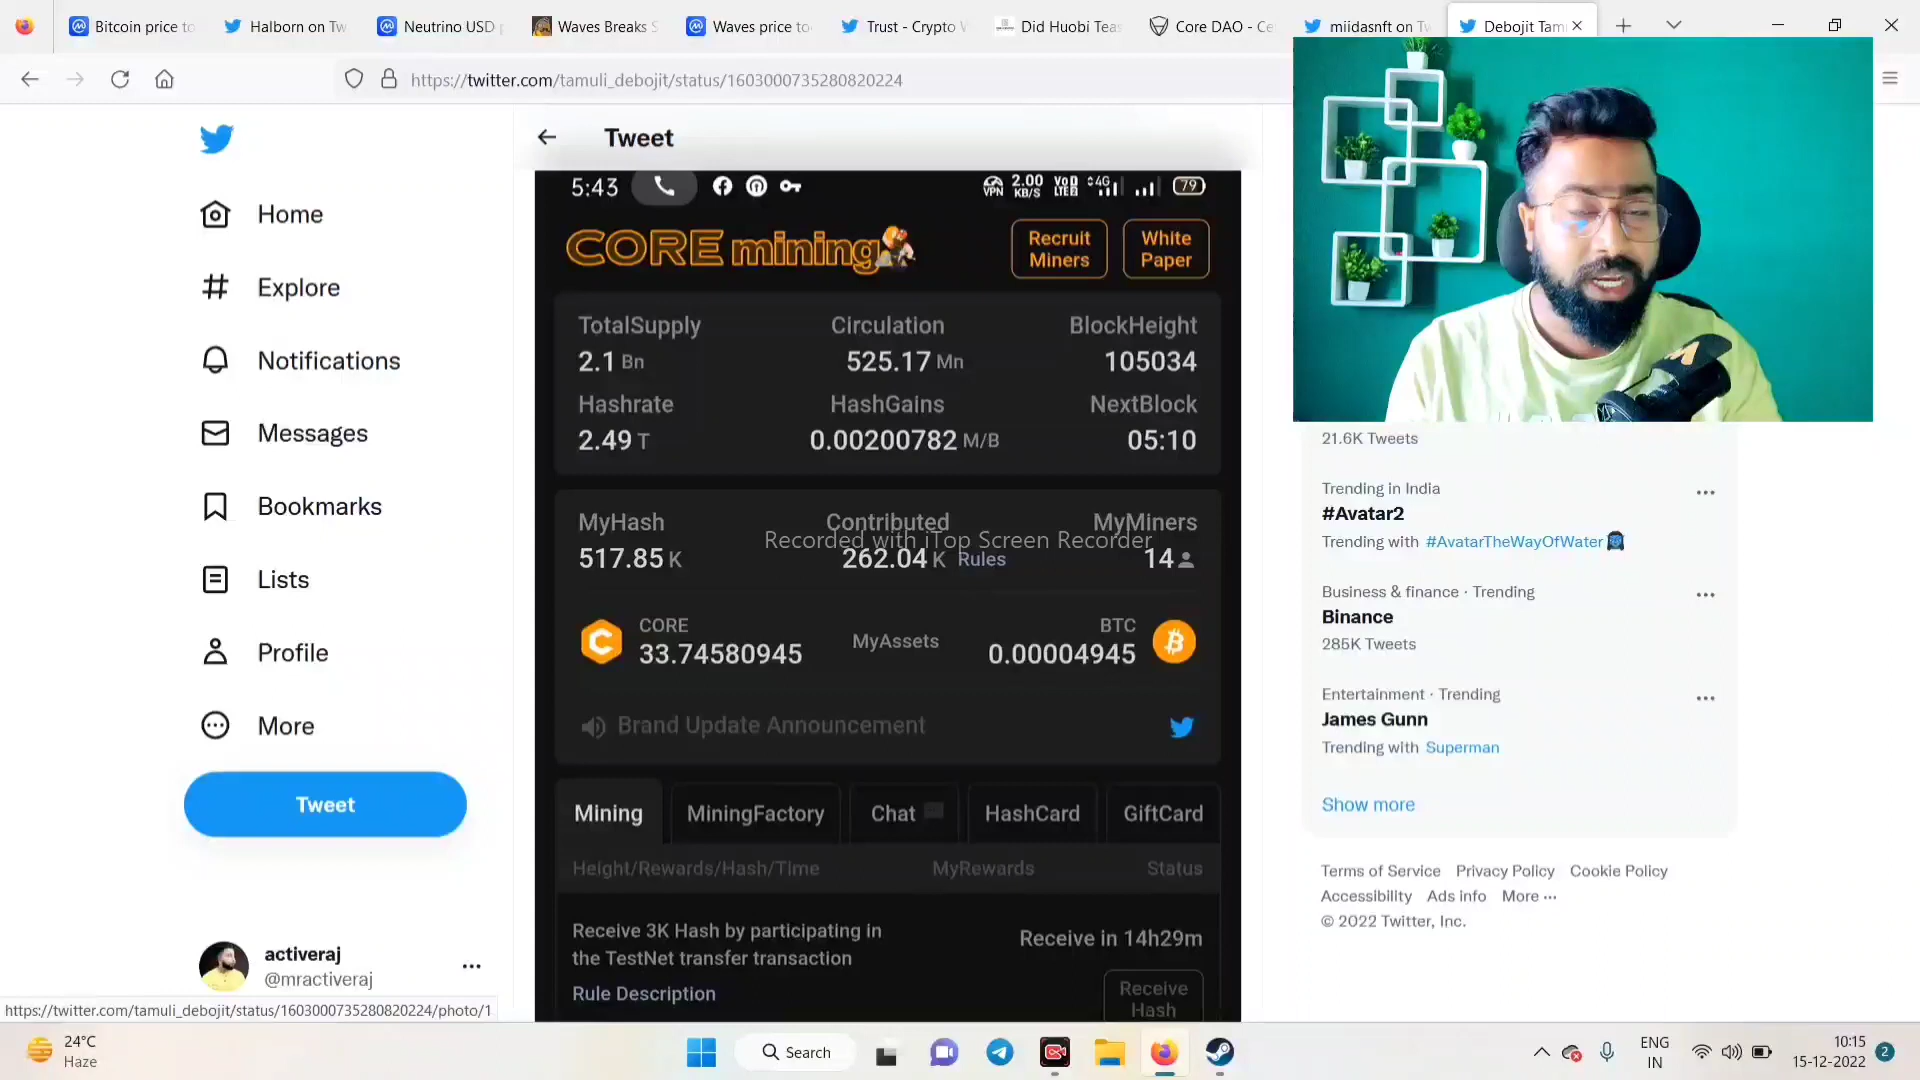 Bitcoin price to
Halborn on Tw
Neutrino USD p
Waves Breaks S
Waves price to
Trust - Crypto W
Did Huobi Teas
Core DAO - Ce
miidasnft on Tw
Debojit Tam
https://twitter.com/tamuli_debojit/status/1603000735280820224
Tweet
Home
Explore
Notifications
Messages
Bookmarks
Lists
Profile
More
Tweet
activeraj
@mractiveraj
https://twitter.com/tamuli_debojit/status/1603000735280820224/photo/1
5:43
VPN 2.00 KB/S VoD LTE 4G 79
CORE mining
Recruit Miners
White Paper
TotalSupply Circulation BlockHeight
2.1 Bn 525.17 Mn 105034
Hashrate HashGains NextBlock
2.49 T 0.00200782 M/B 05:10
MyHash Contributed MyMiners
Recorded with iTop Screen Recorder
517.85 K 262.04 K Rules 14
CORE BTC
33.74580945 MyAssets 0.00004945
Brand Update Announcement
Mining MiningFactory Chat HashCard GiftCard
Height/Rewards/Hash/Time MyRewards Status
Receive 3K Hash by participating in
the TestNet transfer transaction
Receive in 14h29m
Rule Description
Receive
Hash
21.6K Tweets
Trending in India
#Avatar2
Trending with #AvatarTheWayOfWater
Business & finance · Trending
Binance
285K Tweets
Entertainment · Trending
James Gunn
Trending with Superman
Show more
Terms of Service Privacy Policy Cookie Policy
Accessibility Ads info More ···
© 2022 Twitter, Inc.
24°C
Haze
Search
ENG
IN
10:15
15-12-2022
2